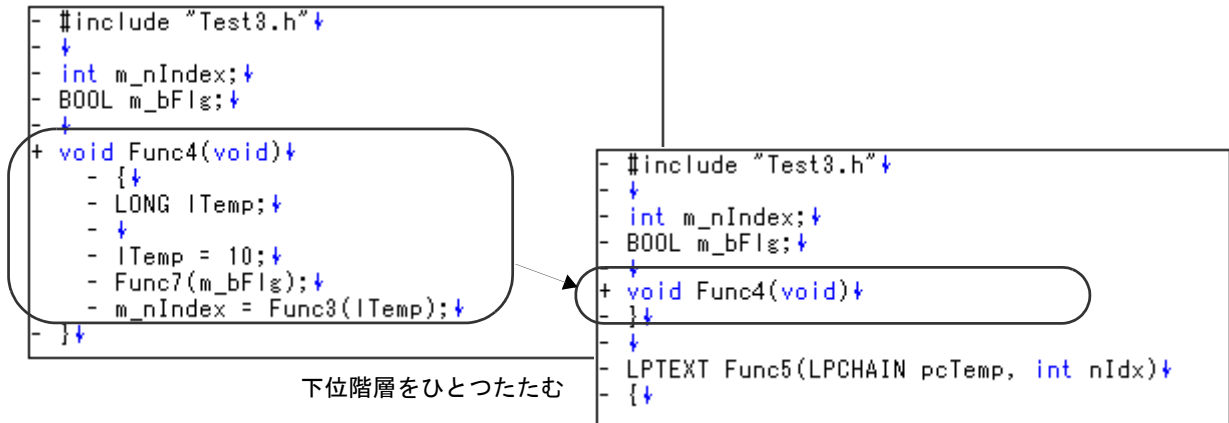 - #include "Test3.h"↓
- ↓
- int m_nIndex;↓
- BOOL m_bFlg;↓
- ↓
+ void Func4(void)↓
- {↓
- LONG lTemp;↓
- ↓
- lTemp = 10;↓
- Func7(m_bFlg);↓
- m_nIndex = Func3(lTemp);↓
- }↓
下位階層をひとつたたむ
- #include "Test3.h"↓
- ↓
- int m_nIndex;↓
- BOOL m_bFlg;↓
- ↓
+ void Func4(void)↓
- }↓
- ↓
- LPTEXT Func5(LPCHAIN pcTemp, int nIdx)↓
- {↓